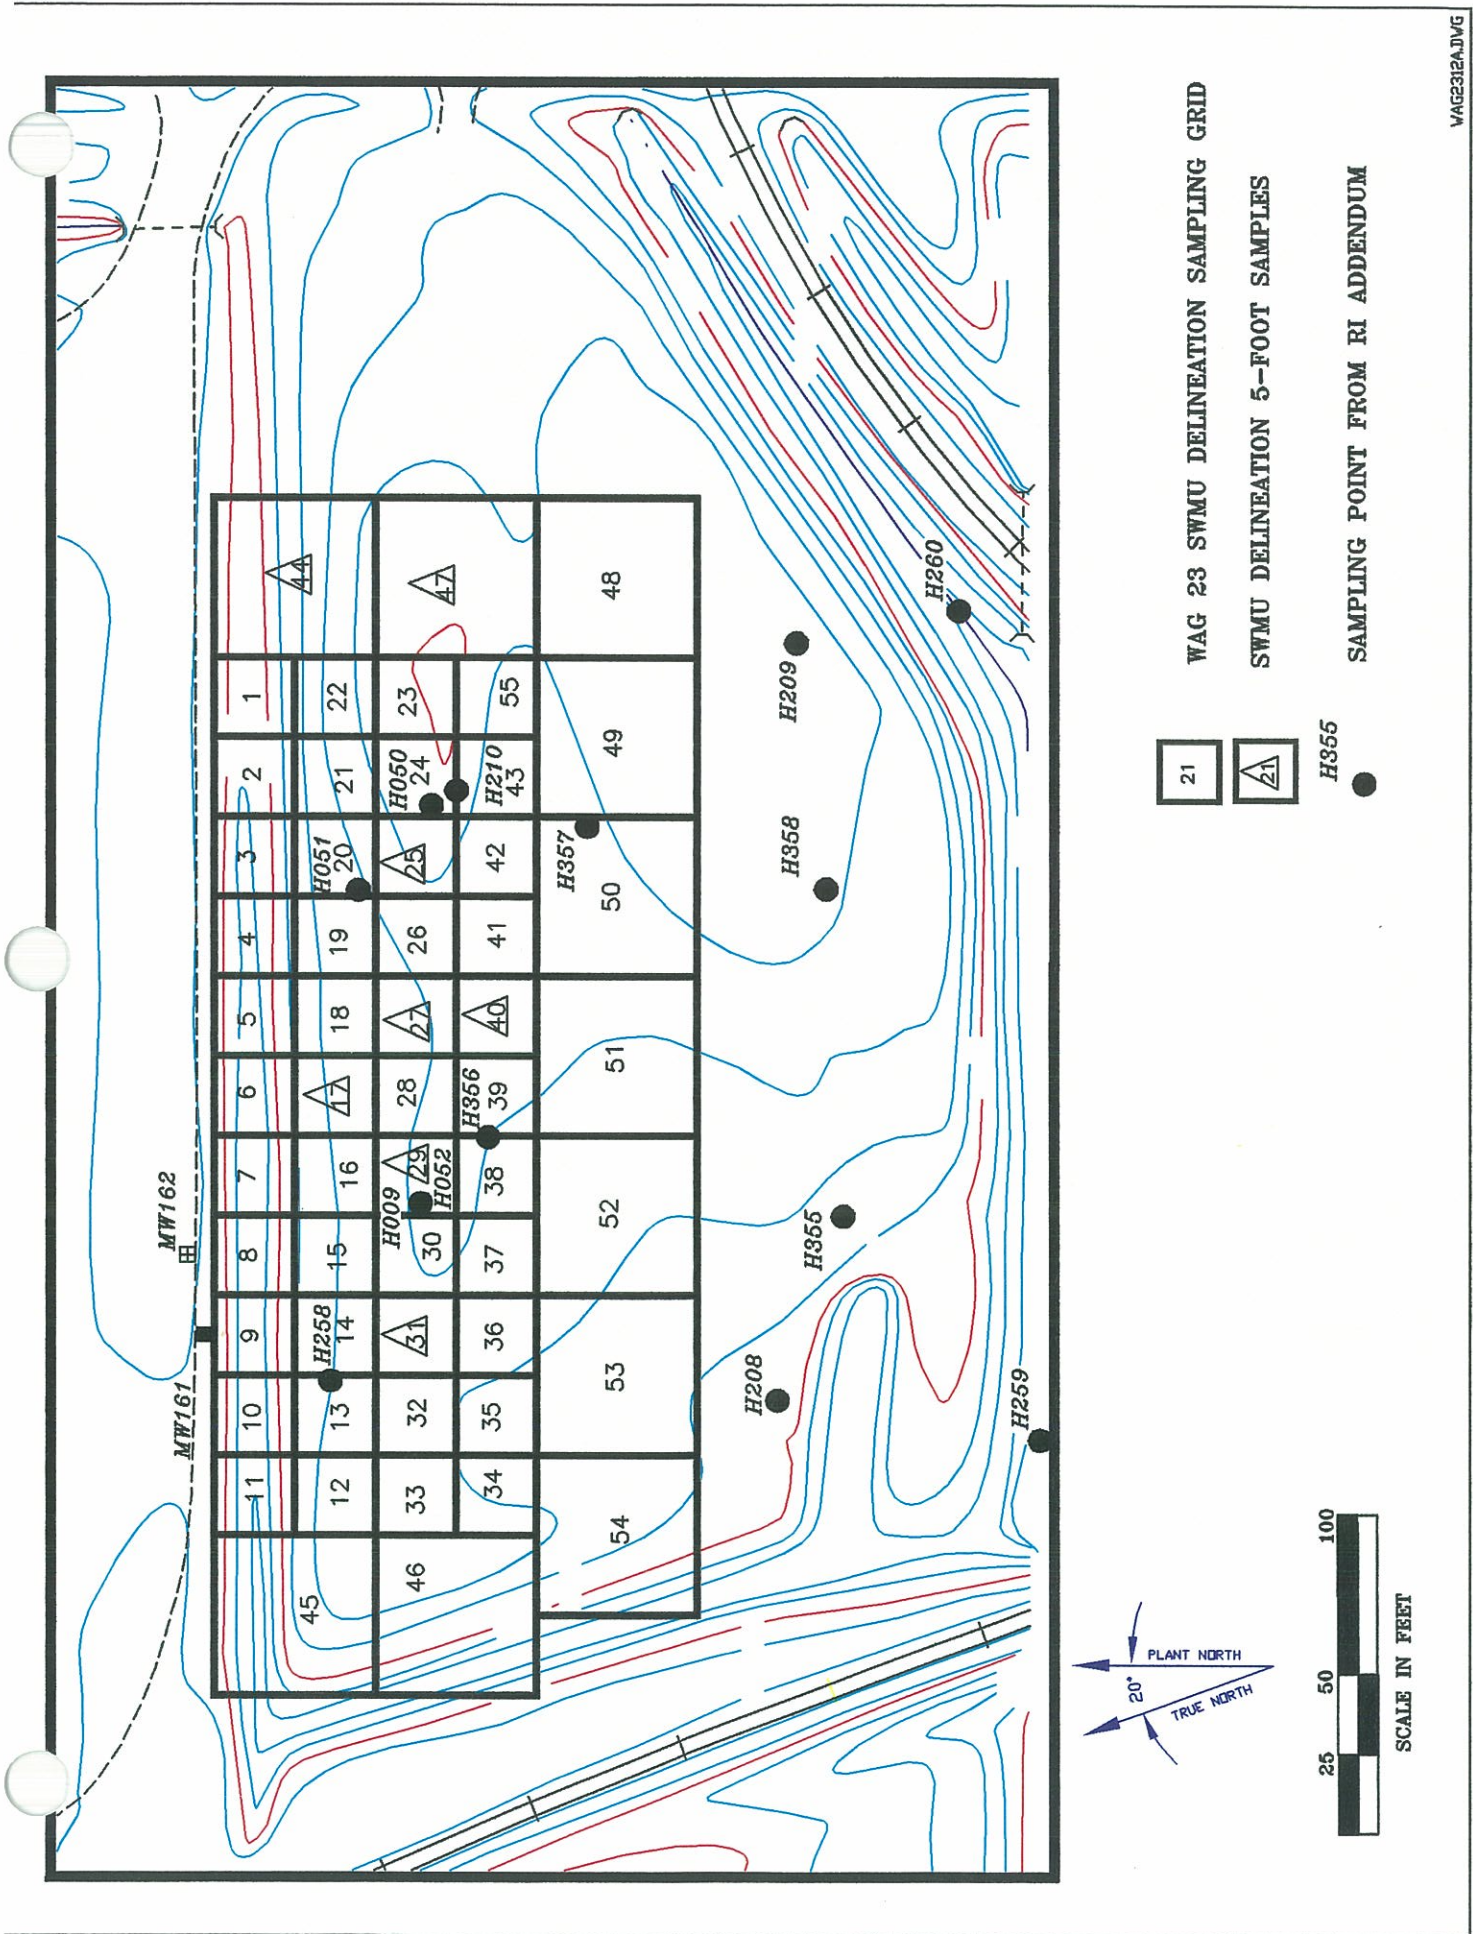 MW161
MW162
45
11
10
9
8
7
6
5
4
3
2
1
44
12
13
H258
14
15
16
17
18
19
H051
20
21
22
46
33
32
31
30
H009
29
H052
28
27
26
25
H050
24
23
47
34
35
36
37
38
H356
39
40
41
42
H210
43
55
54
53
52
51
50
H357
49
48
H208
H355
H358
H209
H260
H259
PLANT NORTH
20°
TRUE NORTH
21
WAG 23 SWMU DELINEATION SAMPLING GRID
21
SWMU DELINEATION 5-FOOT SAMPLES
H355
SAMPLING POINT FROM RI ADDENDUM
25 50 100
SCALE IN FEET
WAG2312A.DWG